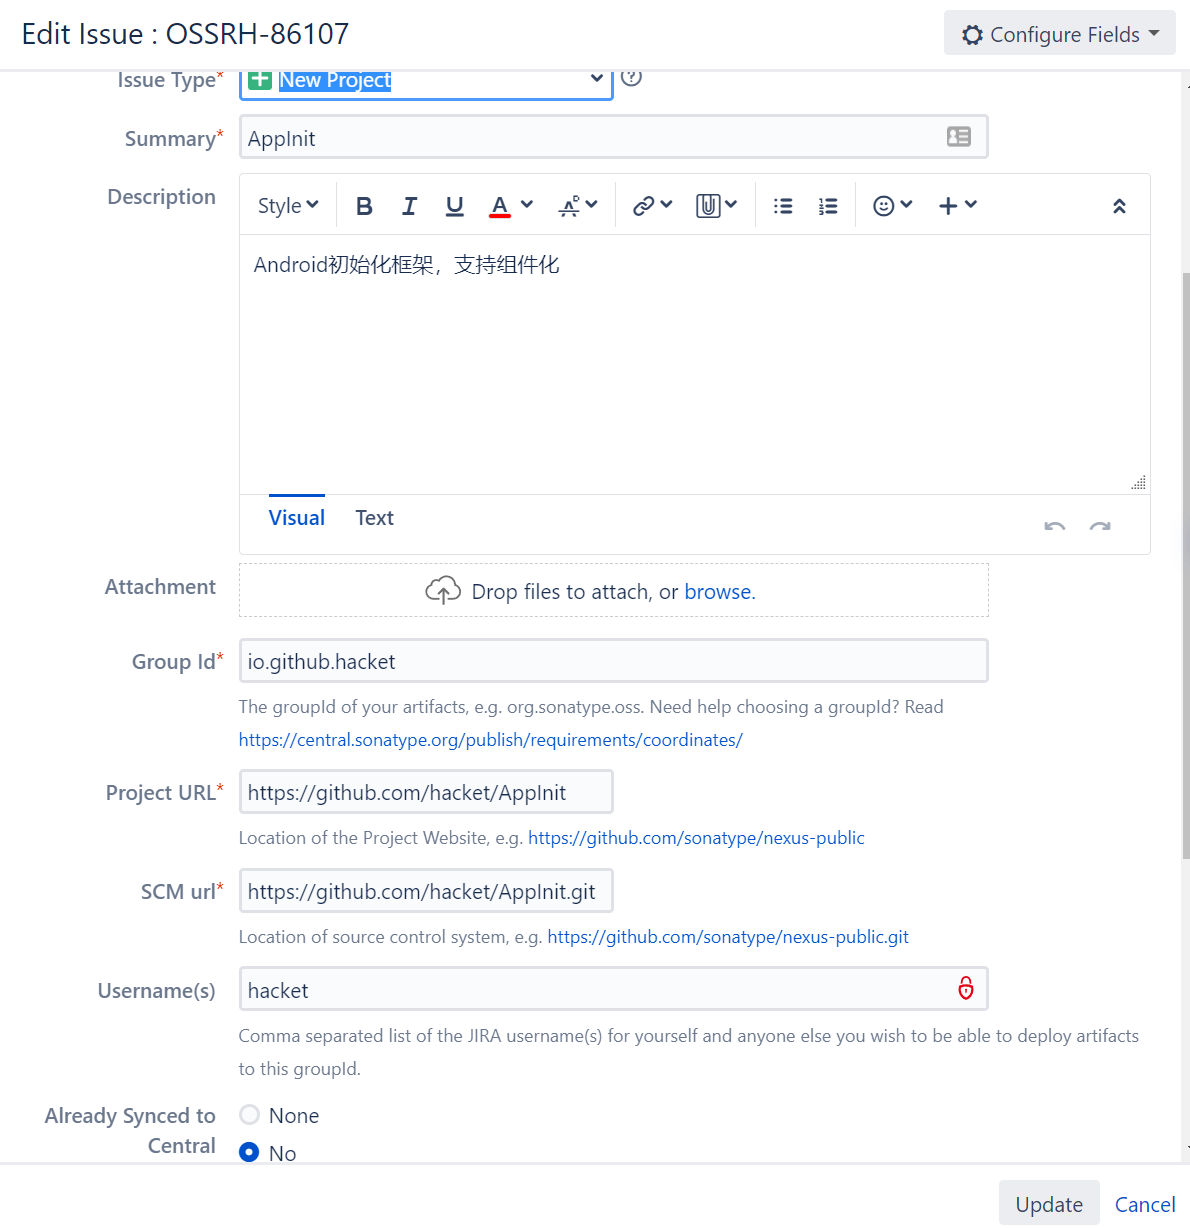 Edit Issue : OSSRH-86107
Configure Fields
Issue Type* New Project
Summary* AppInit
Description
Style B I U A
Android初始化框架，支持组件化
Visual Text
Attachment Drop files to attach, or browse.
Group Id* io.github.hacket
The groupId of your artifacts, e.g. org.sonatype.oss. Need help choosing a groupId? Read
https://central.sonatype.org/publish/requirements/coordinates/
Project URL* https://github.com/hacket/AppInit
Location of the Project Website, e.g. https://github.com/sonatype/nexus-public
SCM url* https://github.com/hacket/AppInit.git
Location of source control system, e.g. https://github.com/sonatype/nexus-public.git
Username(s) hacket
Comma separated list of the JIRA username(s) for yourself and anyone else you wish to be able to deploy artifacts
to this groupId.
Already Synced to
Central
None
No
Update Cancel